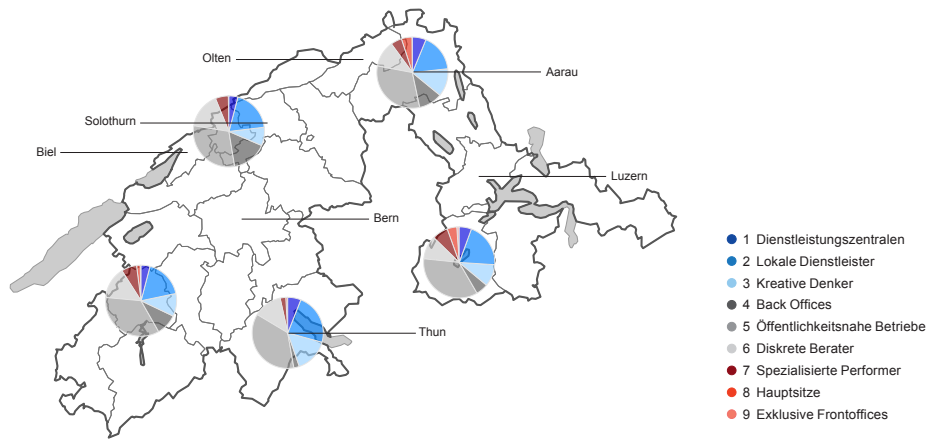 Olten
Aarau
Solothurn
Biel
Luzern
Bern
Thun
1 Dienstleistungszentralen
2 Lokale Dienstleister
3 Kreative Denker
4 Back Offices
5 Öffentlichkeitsnahe Betriebe
6 Diskrete Berater
7 Spezialisierte Performer
8 Hauptsitze
9 Exklusive Frontoffices